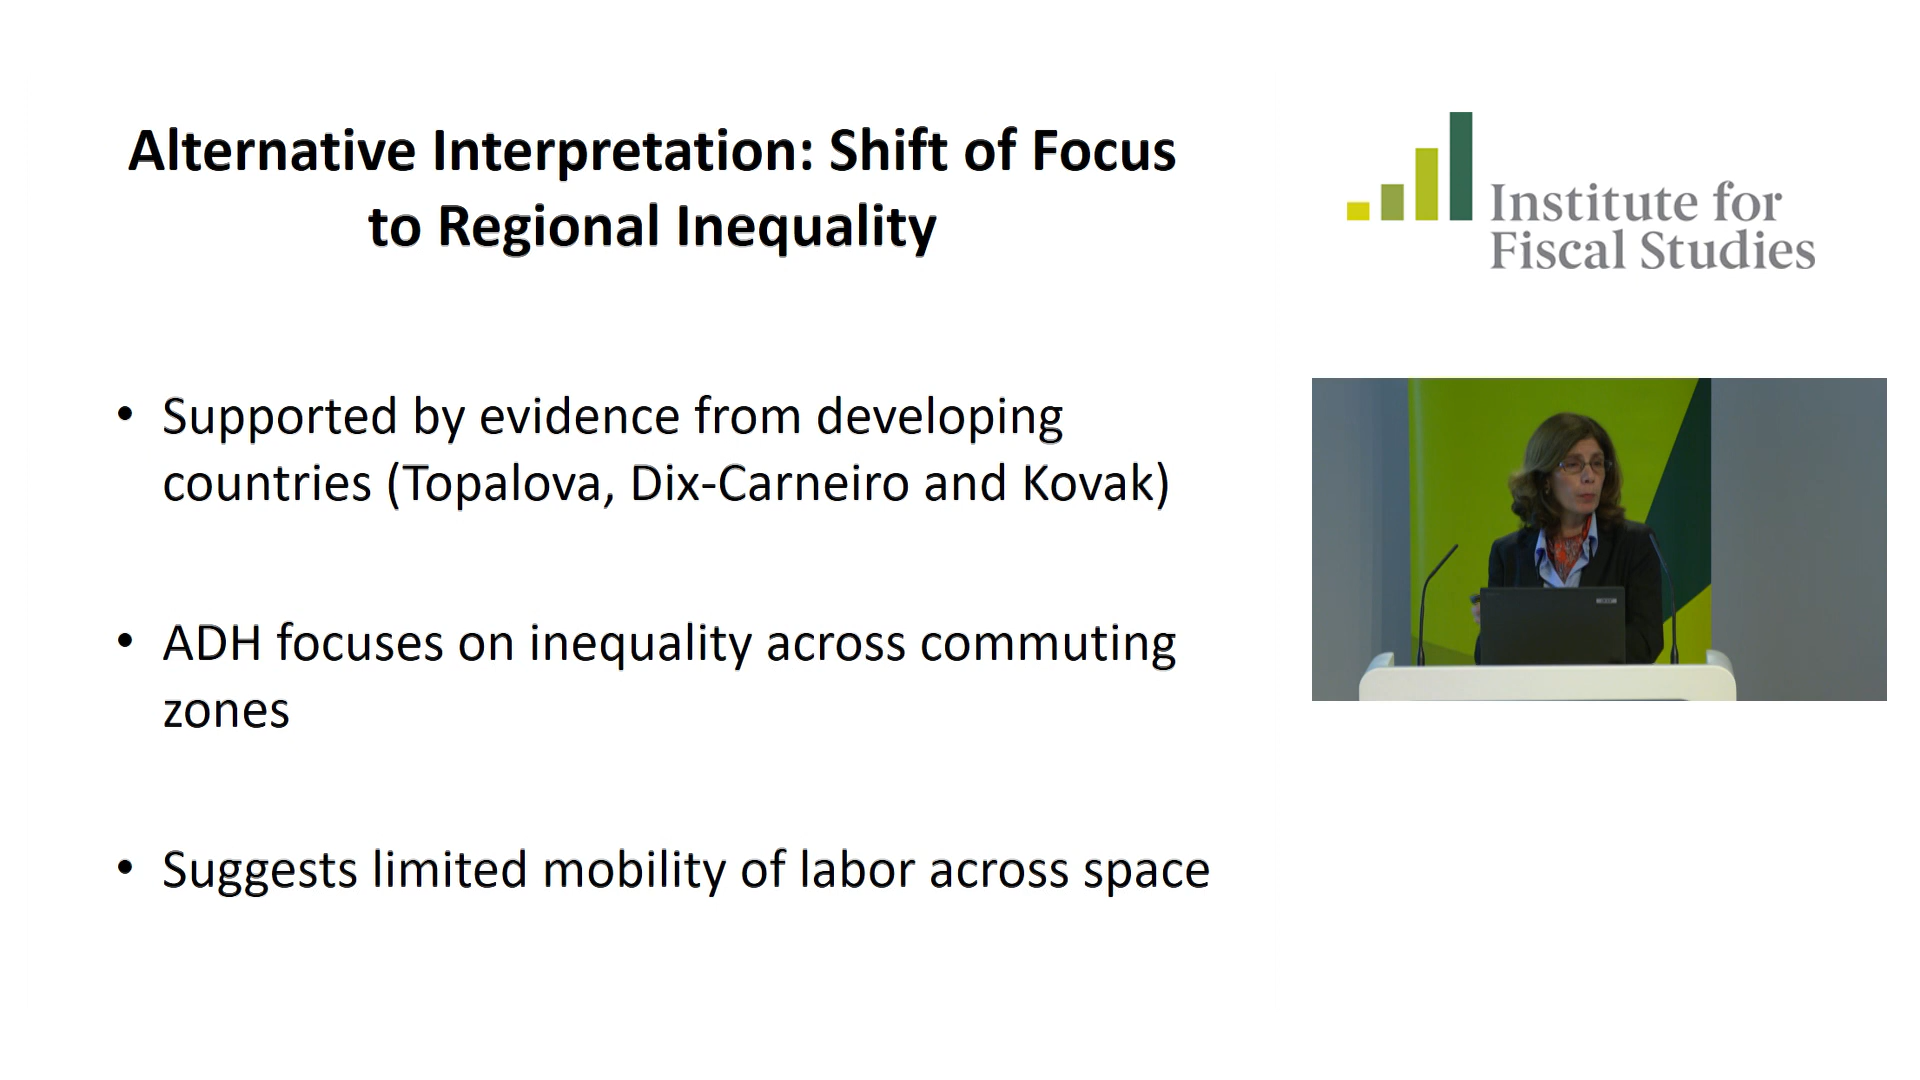 Alternative Interpretation: Shift of Focus
to Regional Inequality
Institute for
Fiscal Studies
• Supported by evidence from developing
countries (Topalova, Dix-Carneiro and Kovak)
• ADH focuses on inequality across commuting
zones
• Suggests limited mobility of labor across space